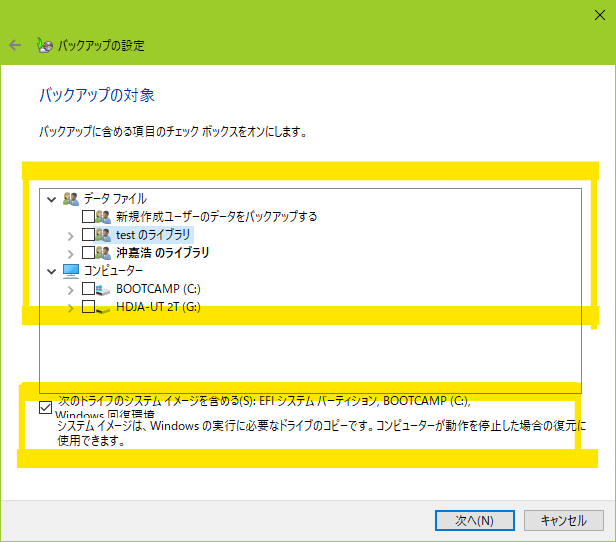 バックアップの設定
バックアップの対象
バックアップに含める項目のチェック ボックスをオンにします。
データ ファイル
新規作成ユーザーのデータをバックアップする
test のライブラリ
沖嘉浩 のライブラリ
コンピューター
BOOTCAMP (C:)
HDJA-UT 2T (G:)
次のドライブのシステム イメージを含める(S): EFI システム パーティション, BOOTCAMP (C:),
Windows 回復環境
システム イメージは、Windows の実行に必要なドライブのコピーです。コンピューターが動作を停止した場合の復元に
使用できます。
次へ(N)
キャンセル